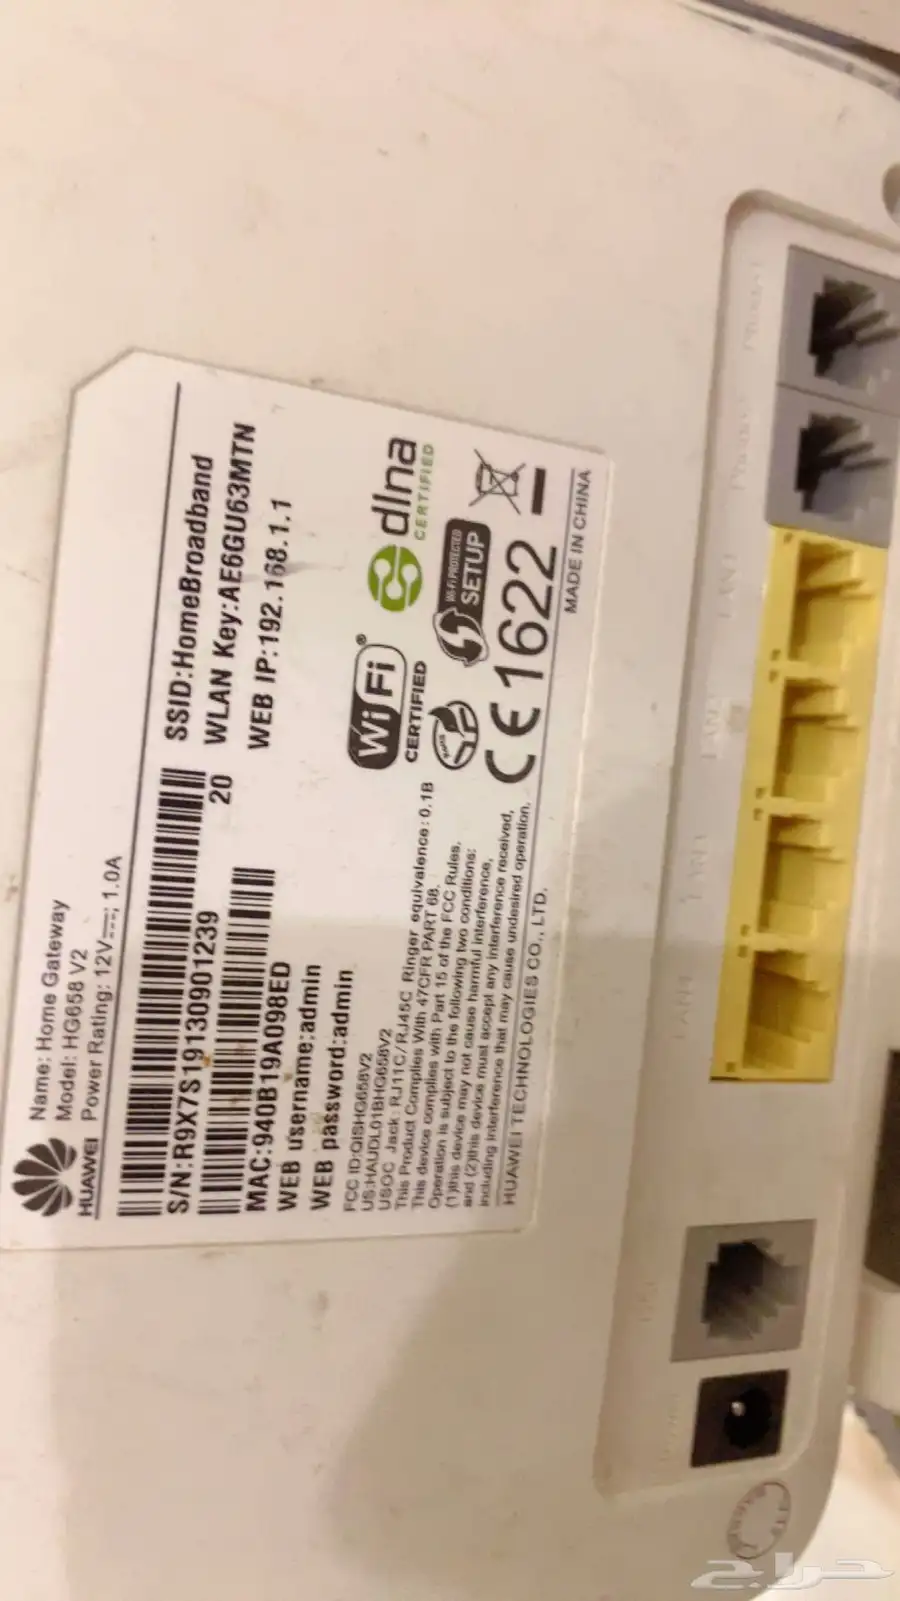 HUAWEI
Name: Home Gateway
Model: HG658 V2
Power Rating: 12V⎓; 1.0A
S/N:R9X7S19130901239
20
MAC:940B19A098ED
WEB username:admin
WEB password:admin
SSID:HomeBroadband
WLAN Key:AE6GU63MTN
WEB IP:192.168.1.1
FCC ID:QISHG658V2
US:HAUDL01BHG658V2
USOC Jack: RJ11C/RJ45C Ringer equivalence:0.1B
This Product Complies With 47CFR PART 68.
This device complies with Part 15 of the FCC Rules.
Operation is subject to the following two conditions:
(1)this device may not cause harmful interference,
and (2)this device must accept any interference received,
including interference that may cause undesired operation.
HUAWEI TECHNOLOGIES CO., LTD.
WiFi®
CERTIFIED
dlna
CERTIFIED
RoHS
Wi-Fi PROTECTED
SETUP
CE1622
MADE IN CHINA
LAN1
LAN2
LAN3
LAN4
حراج